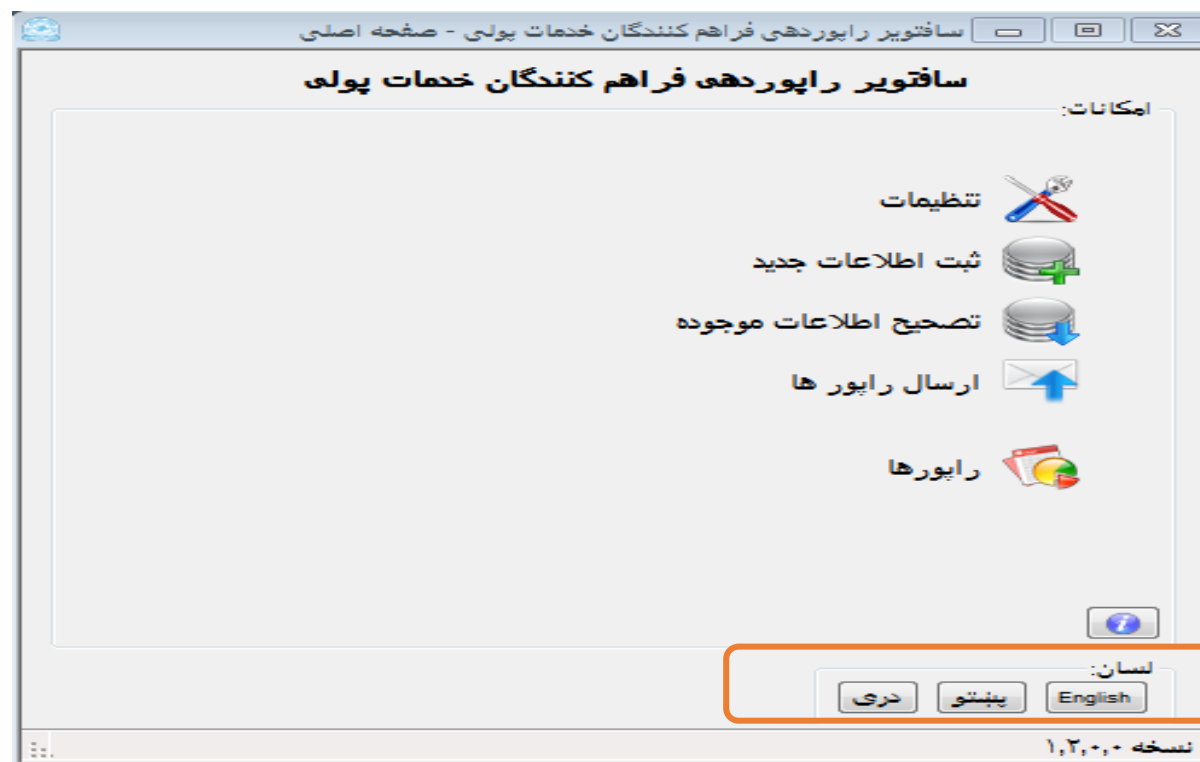 سافتویر راپوردهی فراهم کنندگان خدمات پولی - صفحه اصلی
سافتویر راپوردهی فراهم کنندگان خدمات پولی
امکانات:
تنظیمات
ثبت اطلاعات جدید
تصحیح اطلاعات موجوده
ارسال راپور ها
راپورها
لسان:
English پښتو دری
نسخه ۱,۲,۰,۰